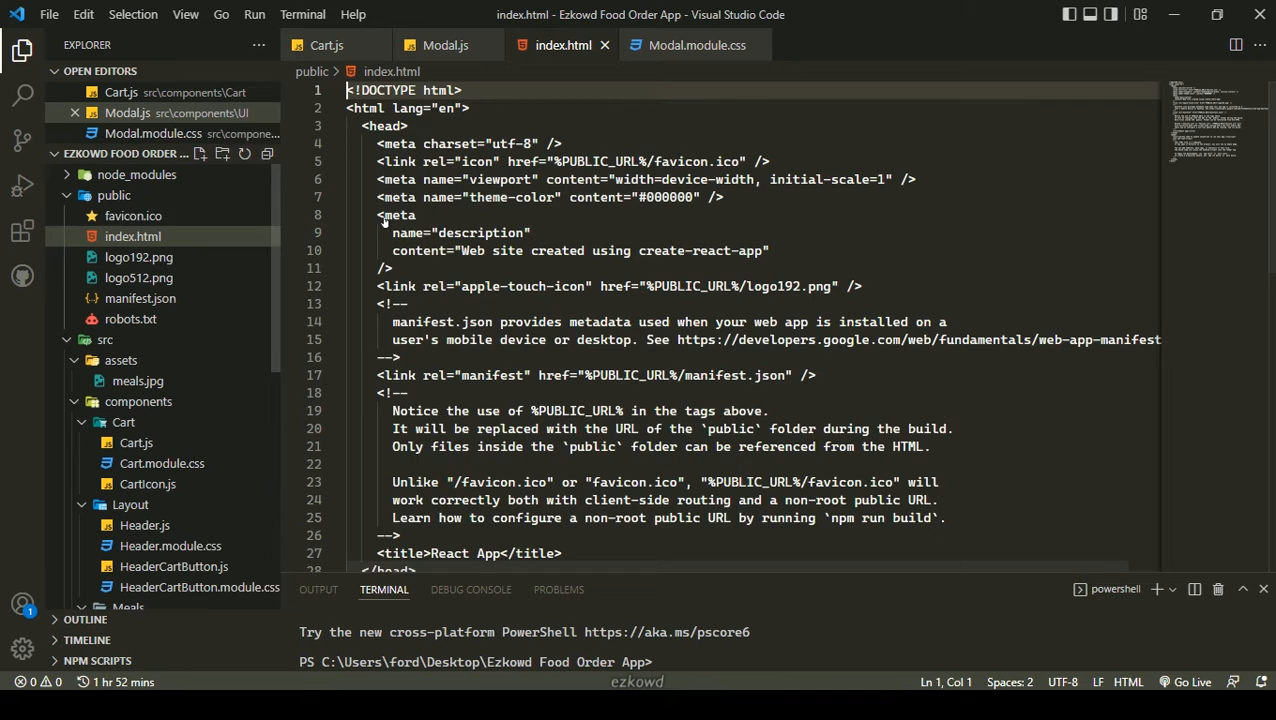 File Edit Selection View Go Run Terminal Help
index.html - Ezkowd Food Order App - Visual Studio Code
EXPLORER
OPEN EDITORS
Cart.js src\components\Cart
Modal.js src\components\UI
Modal.module.css src\compone...
EZKOWD FOOD ORDER ...
node_modules
public
favicon.ico
index.html
logo192.png
logo512.png
manifest.json
robots.txt
src
assets
meals.jpg
components
Cart
Cart.js
Cart.module.css
CartIcon.js
Layout
Header.js
Header.module.css
HeaderCartButton.js
HeaderCartButton.module.css
Meals
OUTLINE
TIMELINE
NPM SCRIPTS
Cart.js Modal.js index.html Modal.module.css
public > index.html
1 <!DOCTYPE html>
2 <html lang="en">
3 <head>
4 <meta charset="utf-8" />
5 <link rel="icon" href="%PUBLIC_URL%/favicon.ico" />
6 <meta name="viewport" content="width=device-width, initial-scale=1" />
7 <meta name="theme-color" content="#000000" />
8 <meta
9 name="description"
10 content="Web site created using create-react-app"
11 />
12 <link rel="apple-touch-icon" href="%PUBLIC_URL%/logo192.png" />
13 <!--
14 manifest.json provides metadata used when your web app is installed on a
15 user's mobile device or desktop. See https://developers.google.com/web/fundamentals/web-app-manifest
16 -->
17 <link rel="manifest" href="%PUBLIC_URL%/manifest.json" />
18 <!--
19 Notice the use of %PUBLIC_URL% in the tags above.
20 It will be replaced with the URL of the `public` folder during the build.
21 Only files inside the `public` folder can be referenced from the HTML.
22
23 Unlike "/favicon.ico" or "favicon.ico", "%PUBLIC_URL%/favicon.ico" will
24 work correctly both with client-side routing and a non-root public URL.
25 Learn how to configure a non-root public URL by running `npm run build`.
26 -->
27 <title>React App</title>
28 </head>
OUTPUT TERMINAL DEBUG CONSOLE PROBLEMS
powershell
Try the new cross-platform PowerShell https://aka.ms/pscore6
PS C:\Users\ford\Desktop\Ezkowd Food Order App>
1
0 0 1 hr 52 mins
ezkowd
Ln 1, Col 1 Spaces: 2 UTF-8 LF HTML Go Live